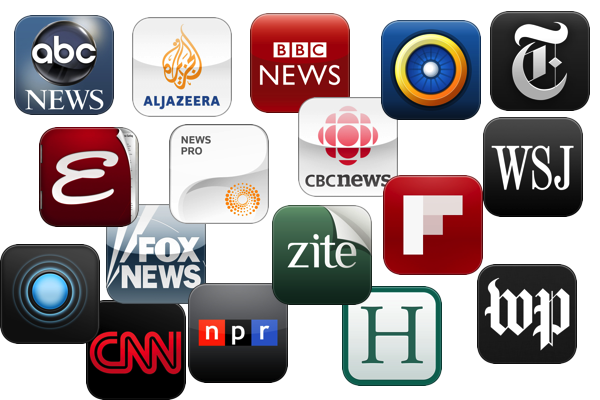 abc
NEWS
ALJAZEERA
BBC
NEWS
T
E
NEWS
PRO
CBCnews
WSJ
FOX
NEWS
zite
F
CNN
npr
H
wp